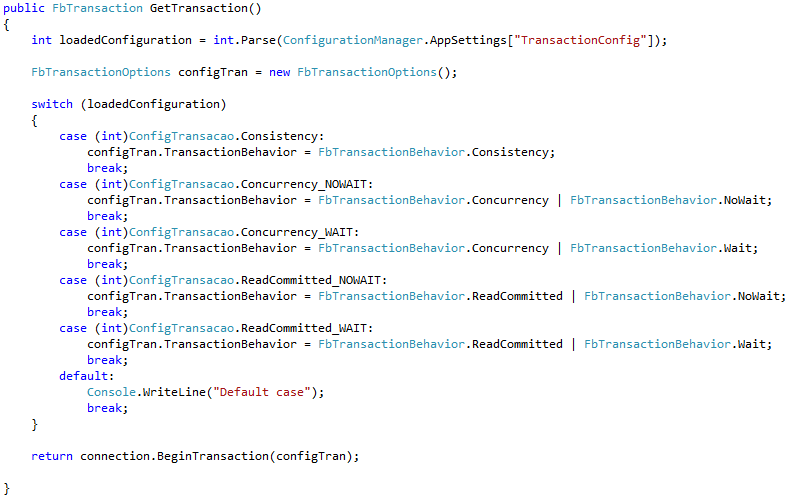 public FbTransaction GetTransaction()
{
    int loadedConfiguration = int.Parse(ConfigurationManager.AppSettings["TransactionConfig"]);

    FbTransactionOptions configTran = new FbTransactionOptions();

    switch (loadedConfiguration)
    {
        case (int)ConfigTransacao.Consistency:
            configTran.TransactionBehavior = FbTransactionBehavior.Consistency;
            break;
        case (int)ConfigTransacao.Concurrency_NOWAIT:
            configTran.TransactionBehavior = FbTransactionBehavior.Concurrency | FbTransactionBehavior.NoWait;
            break;
        case (int)ConfigTransacao.Concurrency_WAIT:
            configTran.TransactionBehavior = FbTransactionBehavior.Concurrency | FbTransactionBehavior.Wait;
            break;
        case (int)ConfigTransacao.ReadCommitted_NOWAIT:
            configTran.TransactionBehavior = FbTransactionBehavior.ReadCommitted | FbTransactionBehavior.NoWait;
            break;
        case (int)ConfigTransacao.ReadCommitted_WAIT:
            configTran.TransactionBehavior = FbTransactionBehavior.ReadCommitted | FbTransactionBehavior.Wait;
            break;
        default:
            Console.WriteLine("Default case");
            break;
    }

    return connection.BeginTransaction(configTran);

}